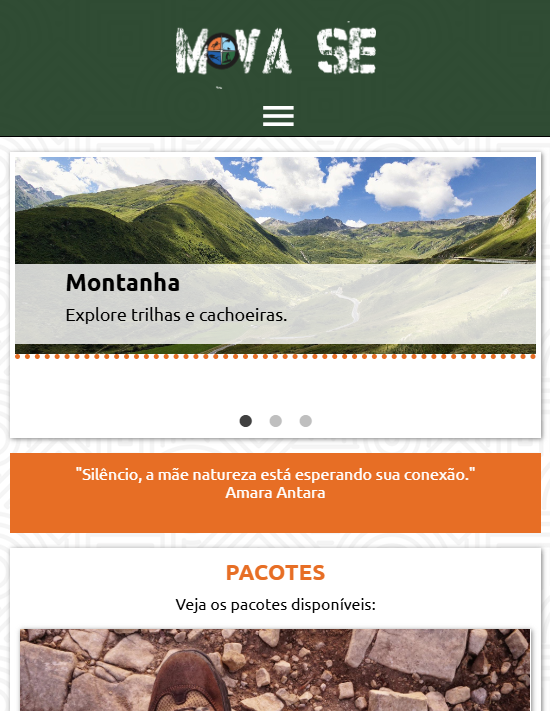 MOVA SE
Montanha
Explore trilhas e cachoeiras.
"Silêncio, a mãe natureza está esperando sua conexão."
Amara Antara
PACOTES
Veja os pacotes disponíveis: